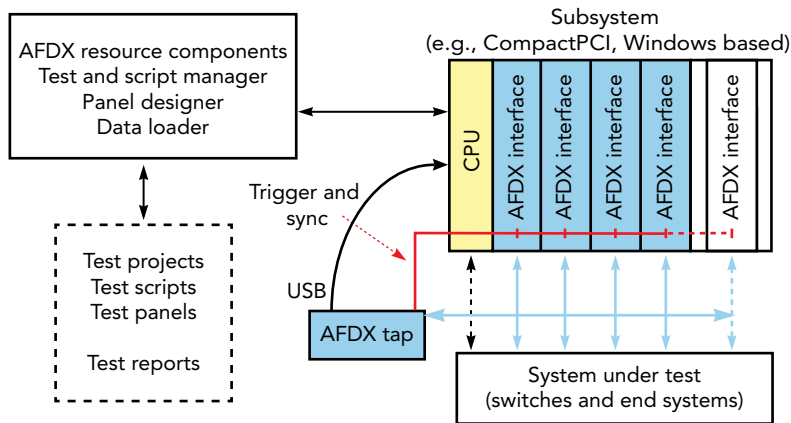 Subsystem
(e.g., CompactPCI, Windows based)
AFDX resource components
Test and script manager
Panel designer
Data loader
CPU
AFDX interface
AFDX interface
AFDX interface
AFDX interface
AFDX interface
Trigger and
sync
Test projects
Test scripts
Test panels
Test reports
USB
AFDX tap
System under test
(switches and end systems)